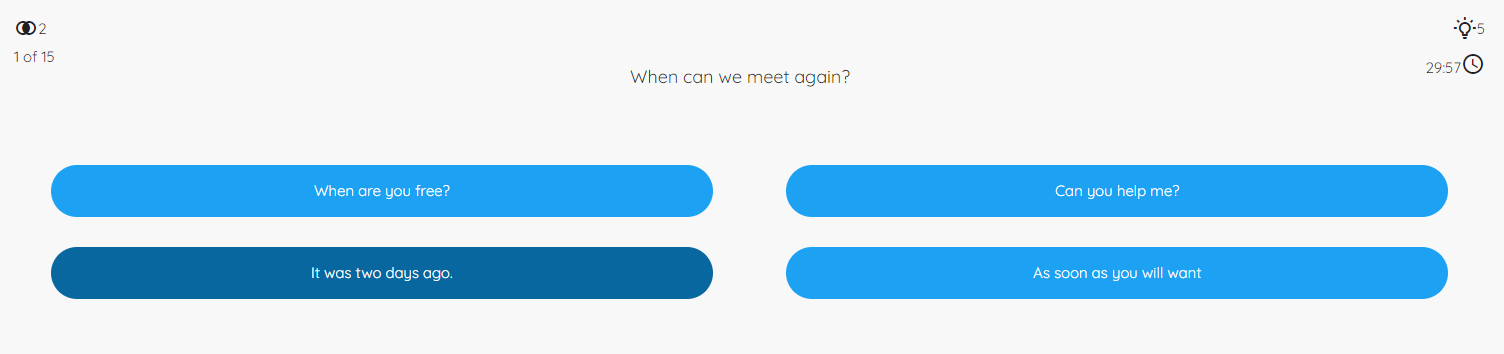 2
5
1 of 15
29:57
When can we meet again?
When are you free?
Can you help me?
It was two days ago.
As soon as you will want